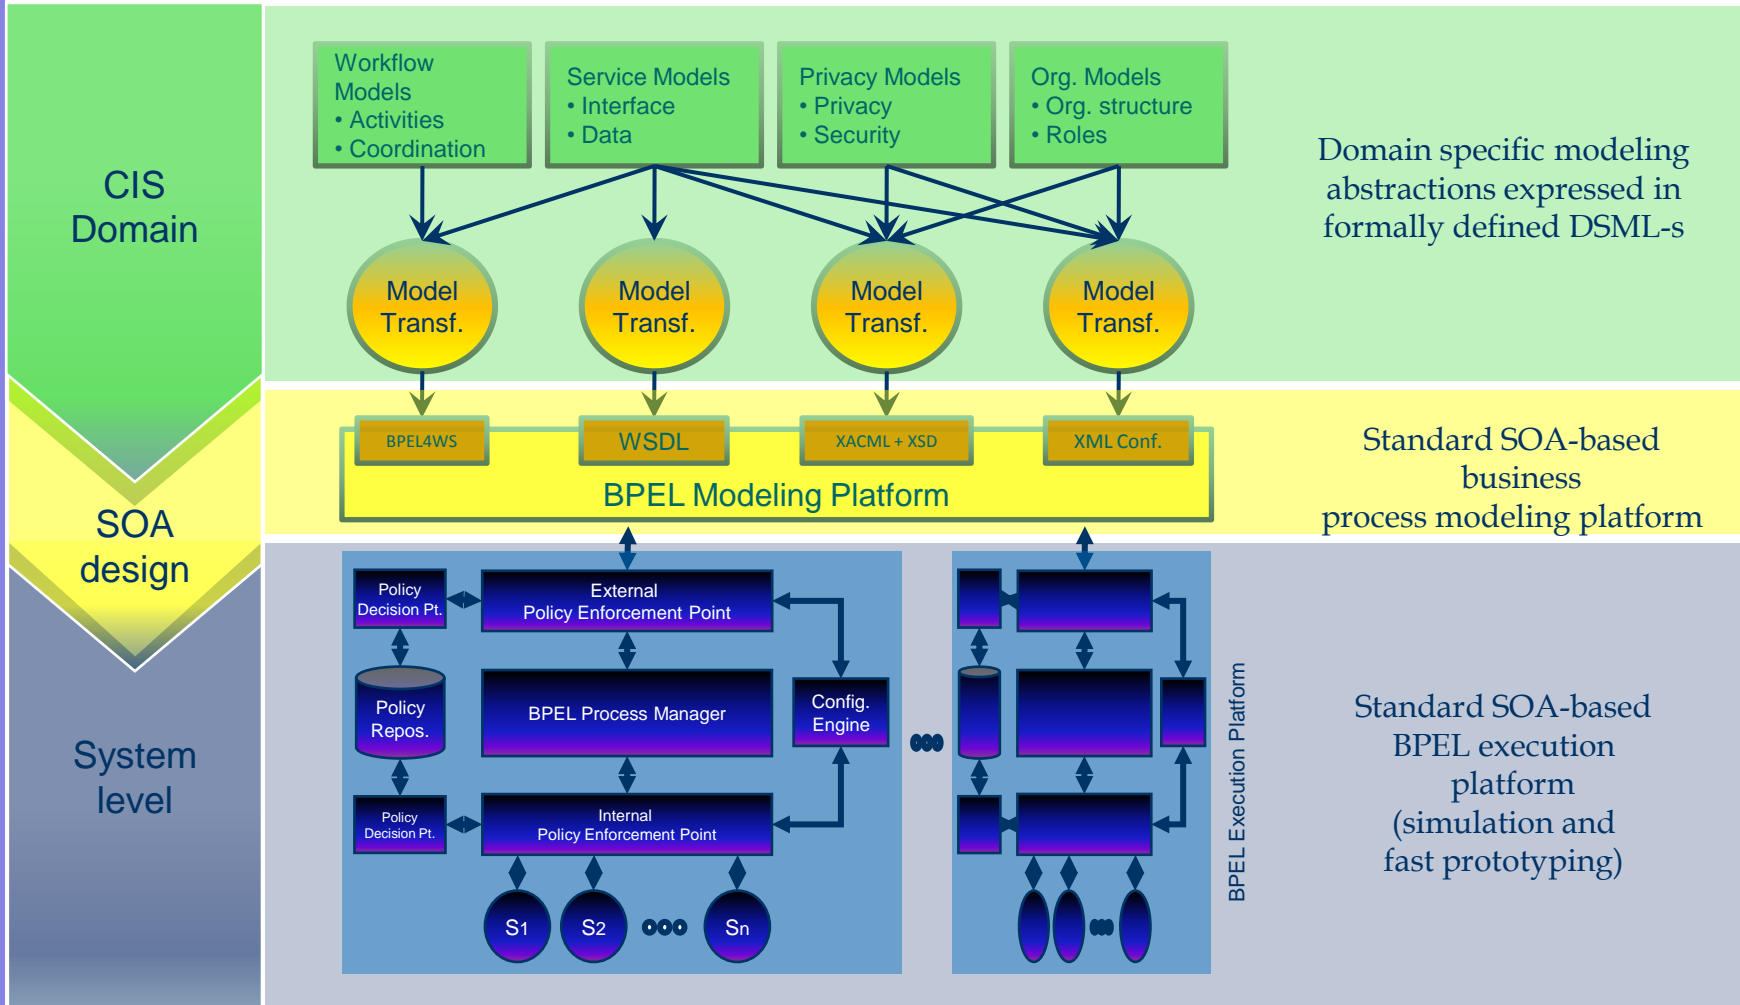 CIS
Domain
Workflow
Models
• Activities
• Coordination
Service Models
• Interface
• Data
Privacy Models
• Privacy
• Security
Org. Models
• Org. structure
• Roles
Domain specific modeling
abstractions expressed in
formally defined DSML-s
Model
Transf.
Model
Transf.
Model
Transf.
Model
Transf.
SOA
design
BPEL4WS
WSDL
XACML + XSD
XML Conf.
BPEL Modeling Platform
Standard SOA-based
business
process modeling platform
System
level
Policy
Decision Pt.
External
Policy Enforcement Point
Policy
Repos.
BPEL Process Manager
Config.
Engine
Policy
Decision Pt.
Internal
Policy Enforcement Point
S1
S2
Sn
BPEL Execution Platform
Standard SOA-based
BPEL execution
platform
(simulation and
fast prototyping)